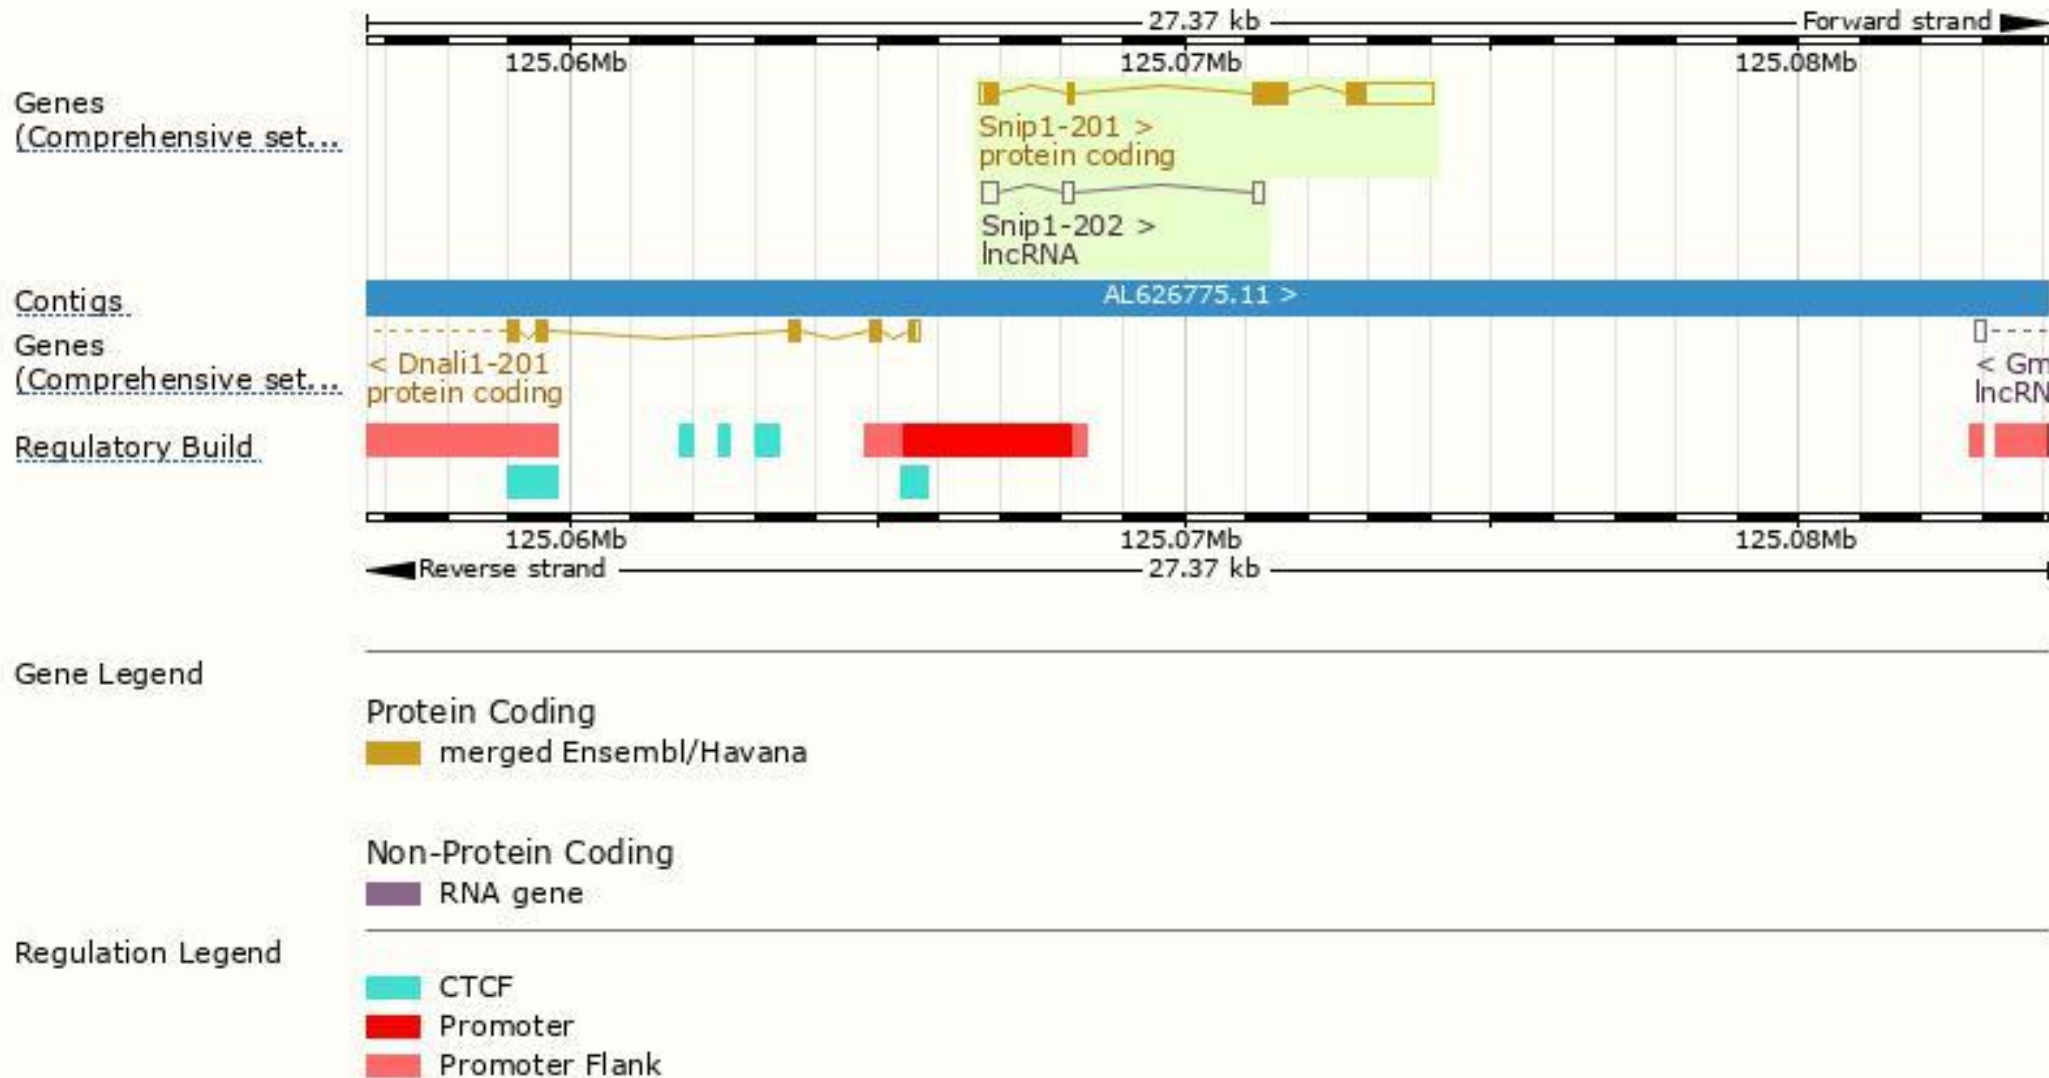 27.37 kb Forward strand
125.06Mb 125.07Mb 125.08Mb
Genes
(Comprehensive set...
Snip1-201 >
protein coding
Snip1-202 >
lncRNA
Contigs
AL626775.11 >
Genes
(Comprehensive set...
< Dnali1-201
protein coding
< Gm
lncRN
Regulatory Build
125.06Mb 125.07Mb 125.08Mb
Reverse strand 27.37 kb
Gene Legend
Protein Coding
merged Ensembl/Havana
Non-Protein Coding
RNA gene
Regulation Legend
CTCF
Promoter
Promoter Flank